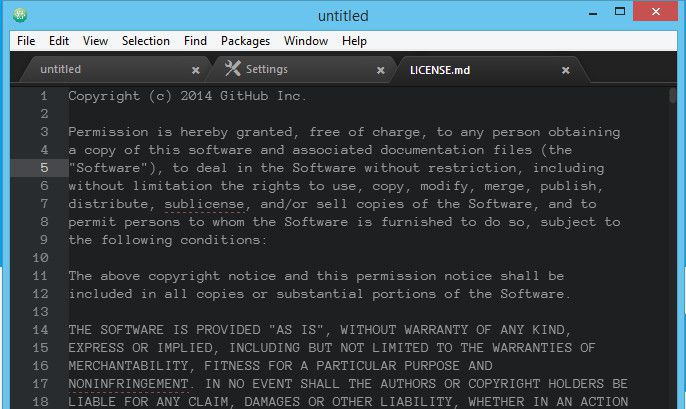 untitled
File Edit View Selection Find Packages Window Help
untitled Settings LICENSE.md
1 Copyright (c) 2014 GitHub Inc.
2
3 Permission is hereby granted, free of charge, to any person obtaining
4 a copy of this software and associated documentation files (the
5 "Software"), to deal in the Software without restriction, including
6 without limitation the rights to use, copy, modify, merge, publish,
7 distribute, sublicense, and/or sell copies of the Software, and to
8 permit persons to whom the Software is furnished to do so, subject to
9 the following conditions:
10
11 The above copyright notice and this permission notice shall be
12 included in all copies or substantial portions of the Software.
13
14 THE SOFTWARE IS PROVIDED "AS IS", WITHOUT WARRANTY OF ANY KIND,
15 EXPRESS OR IMPLIED, INCLUDING BUT NOT LIMITED TO THE WARRANTIES OF
16 MERCHANTABILITY, FITNESS FOR A PARTICULAR PURPOSE AND
17 NONINFRINGEMENT. IN NO EVENT SHALL THE AUTHORS OR COPYRIGHT HOLDERS BE
18 LIABLE FOR ANY CLAIM, DAMAGES OR OTHER LIABILITY, WHETHER IN AN ACTION